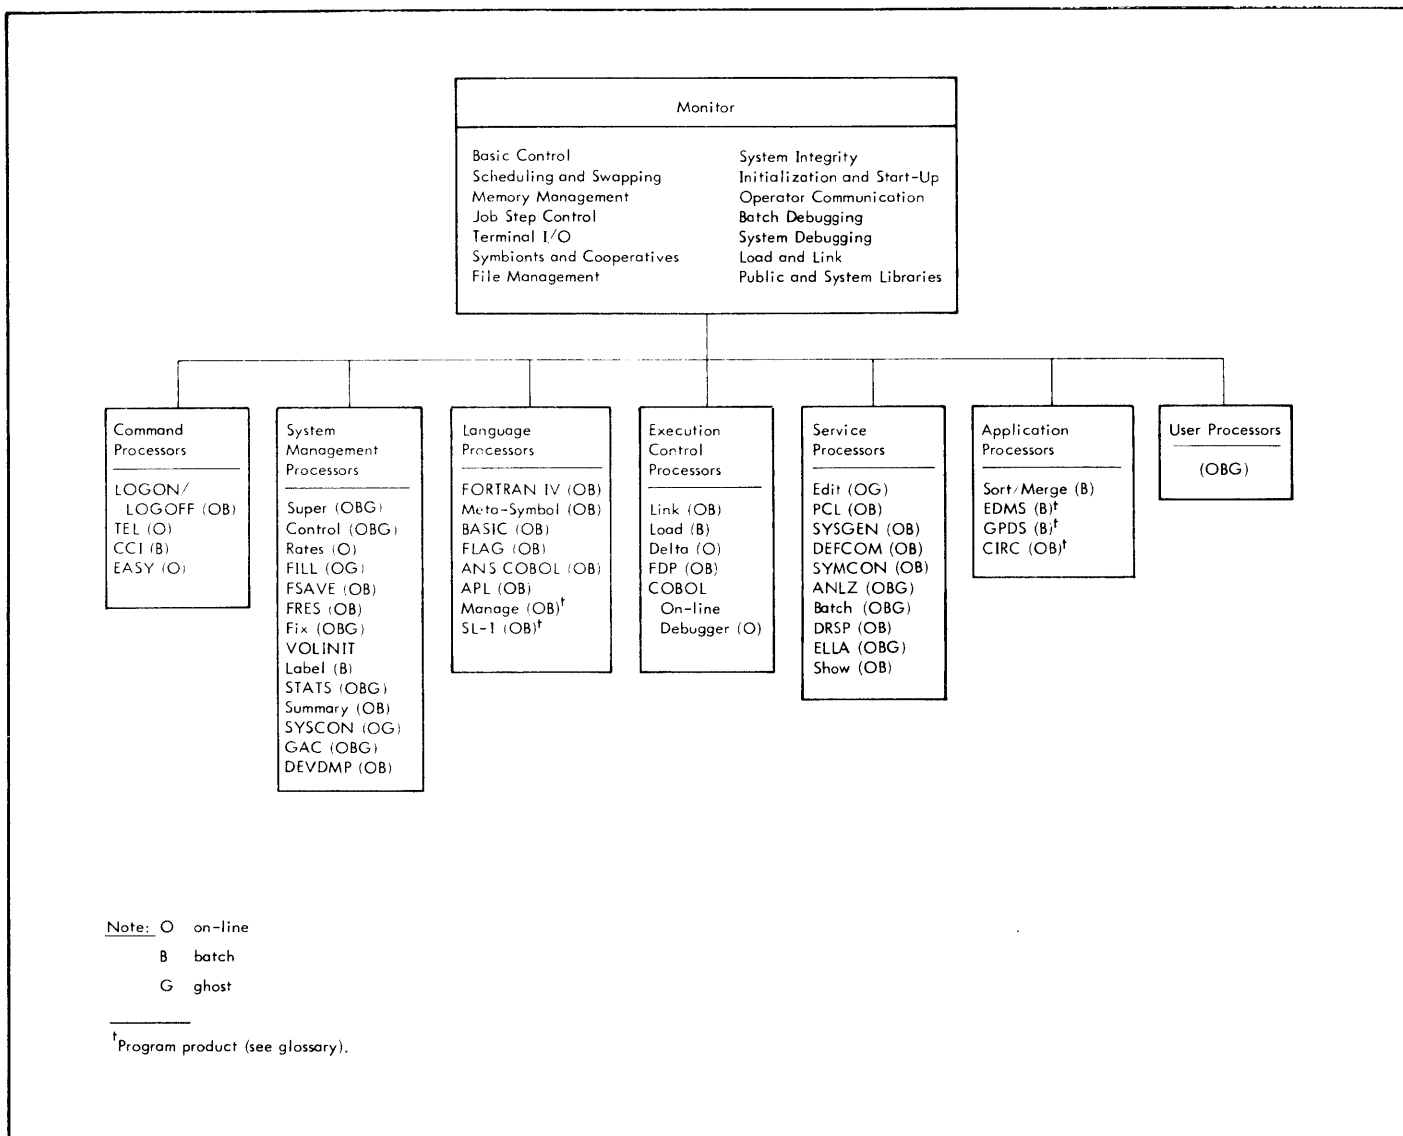 Monitor
Basic Control
Scheduling and Swapping
Memory Management
Job Step Control
Terminal I/O
Symbionts and Cooperatives
File Management
System Integrity
Initialization and Start-Up
Operator Communication
Batch Debugging
System Debugging
Load and Link
Public and System Libraries
Command
Processors
LOGON/
LOGOFF (OB)
TEL (O)
CCI (B)
EASY (O)
System
Management
Processors
Super (OBG)
Control (OBG)
Rates (O)
FILL (OG)
FSAVE (OB)
FRES (OB)
Fix (OBG)
VOLINIT
Label (B)
STATS (OBG)
Summary (OB)
SYSCON (OG)
GAC (OBG)
DEVDMP (OB)
Language
Processors
FORTRAN IV (OB)
Meta-Symbol (OB)
BASIC (OB)
FLAG (OB)
ANS COBOL (OB)
APL (OB)
Manage (OB)†
SL-1 (OB)†
Execution
Control
Processors
Link (OB)
Load (B)
Delta (O)
FDP (OB)
COBOL
On-line
Debugger (O)
Service
Processors
Edit (OG)
PCL (OB)
SYSGEN (OB)
DEFCOM (OB)
SYMCON (OB)
ANLZ (OBG)
Batch (OBG)
DRSP (OB)
ELLA (OBG)
Show (OB)
Application
Processors
Sort/Merge (B)
EDMS (B)†
GPDS (B)†
CIRC (OB)†
User Processors
(OBG)
Note: O on-line
B batch
G ghost
†Program product (see glossary).